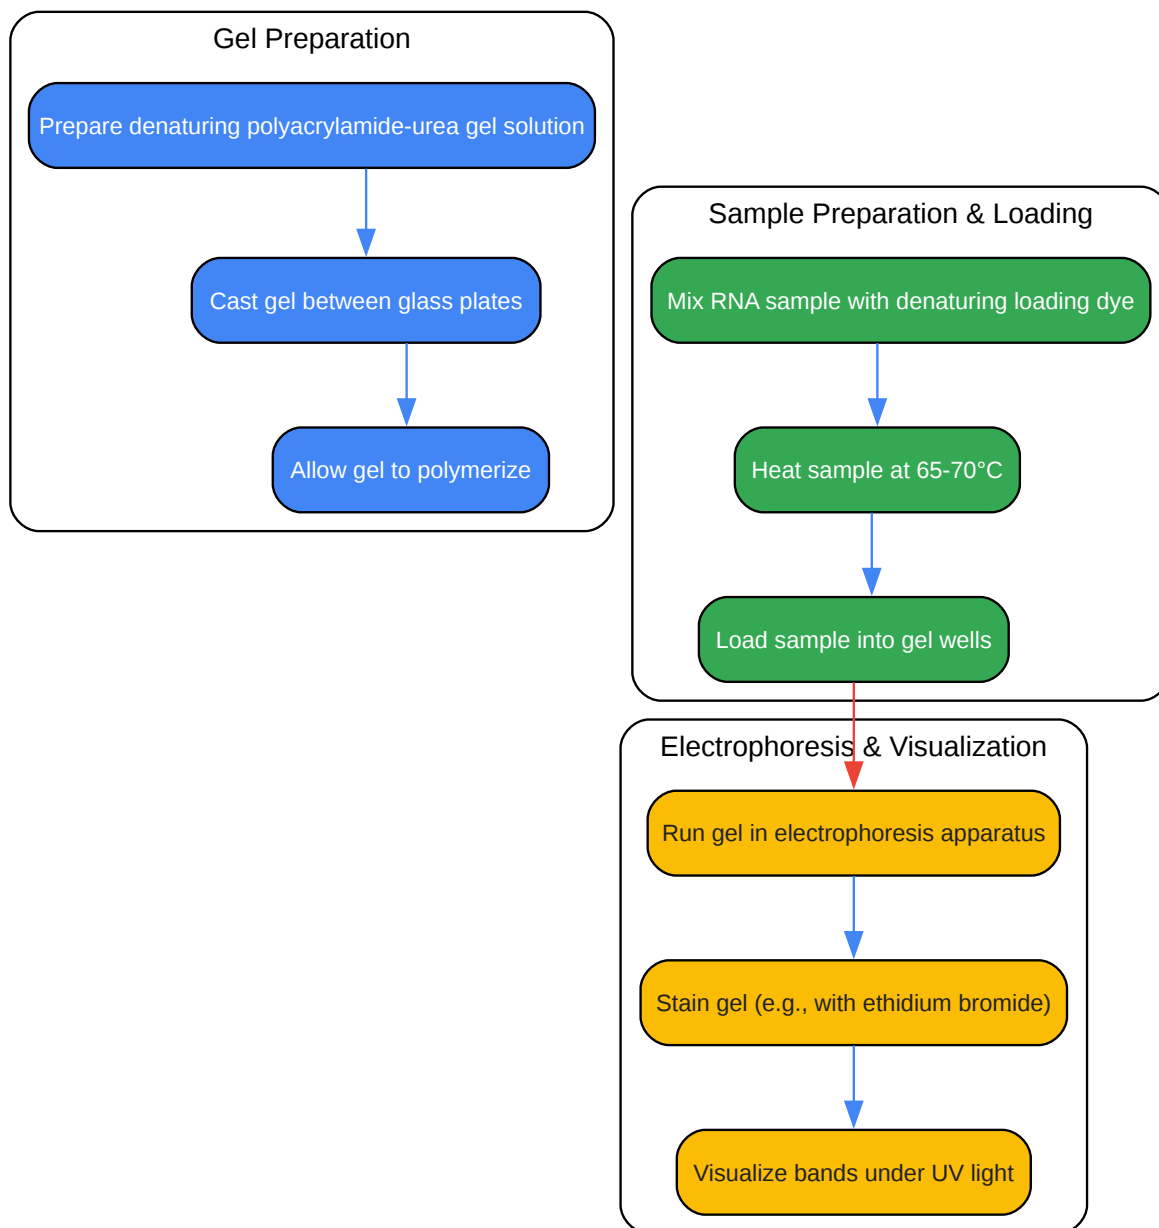 Gel Preparation
Prepare denaturing polyacrylamide-urea gel solution
Cast gel between glass plates
Allow gel to polymerize
Sample Preparation & Loading
Mix RNA sample with denaturing loading dye
Heat sample at 65-70°C
Load sample into gel wells
Electrophoresis & Visualization
Run gel in electrophoresis apparatus
Stain gel (e.g., with ethidium bromide)
Visualize bands under UV light